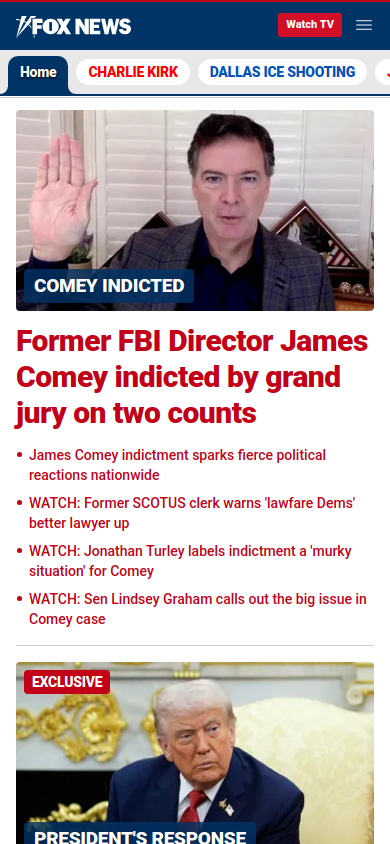 FOX NEWS
Watch TV
Home
CHARLIE KIRK
DALLAS ICE SHOOTING
COMEY INDICTED
Former FBI Director James
Comey indicted by grand
jury on two counts
James Comey indictment sparks fierce political
reactions nationwide
WATCH: Former SCOTUS clerk warns 'lawfare Dems'
better lawyer up
WATCH: Jonathan Turley labels indictment a 'murky
situation' for Comey
WATCH: Sen Lindsey Graham calls out the big issue in
Comey case
EXCLUSIVE
PRESIDENT'S RESPONSE